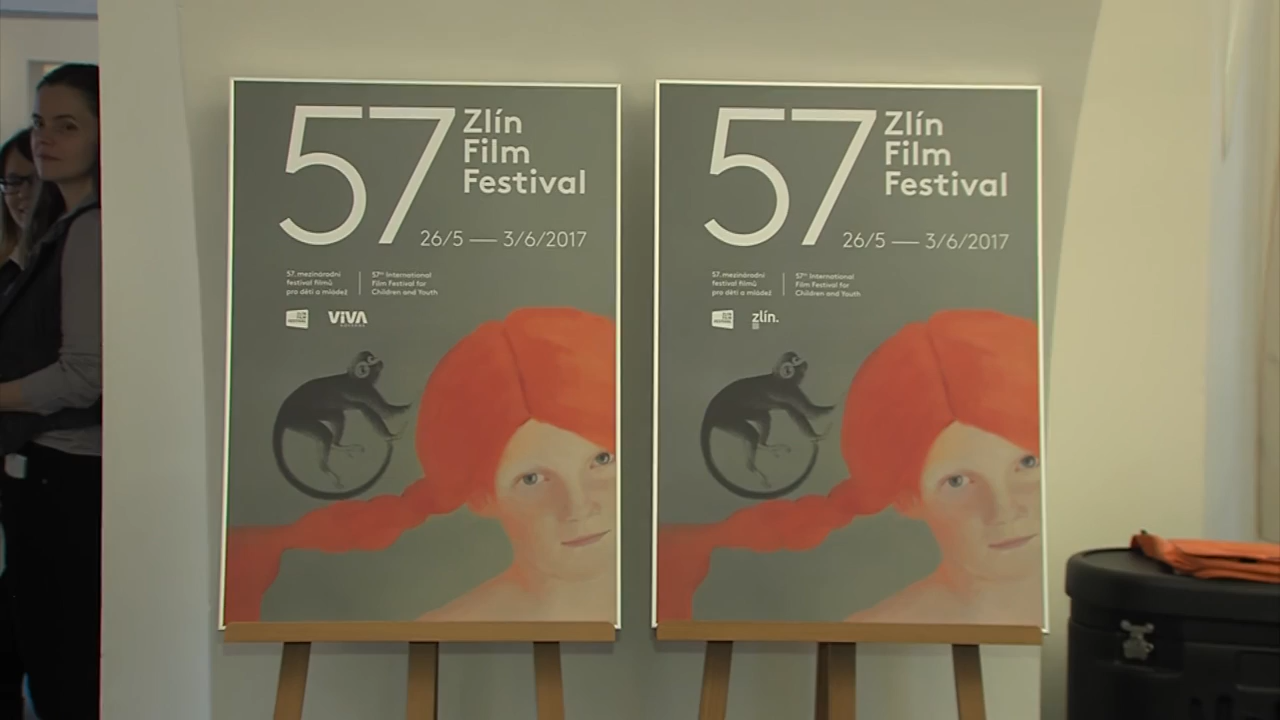 57
Zlín
Film
Festival
26/5 — 3/6/2017
57. mezinárodní
festival filmů
pro děti a mládež
57th International
Film Festival for
Children and Youth
ViVA
57
Zlín
Film
Festival
26/5 — 3/6/2017
57. mezinárodní
festival filmů
pro děti a mládež
57th International
Film Festival for
Children and Youth
zlín.